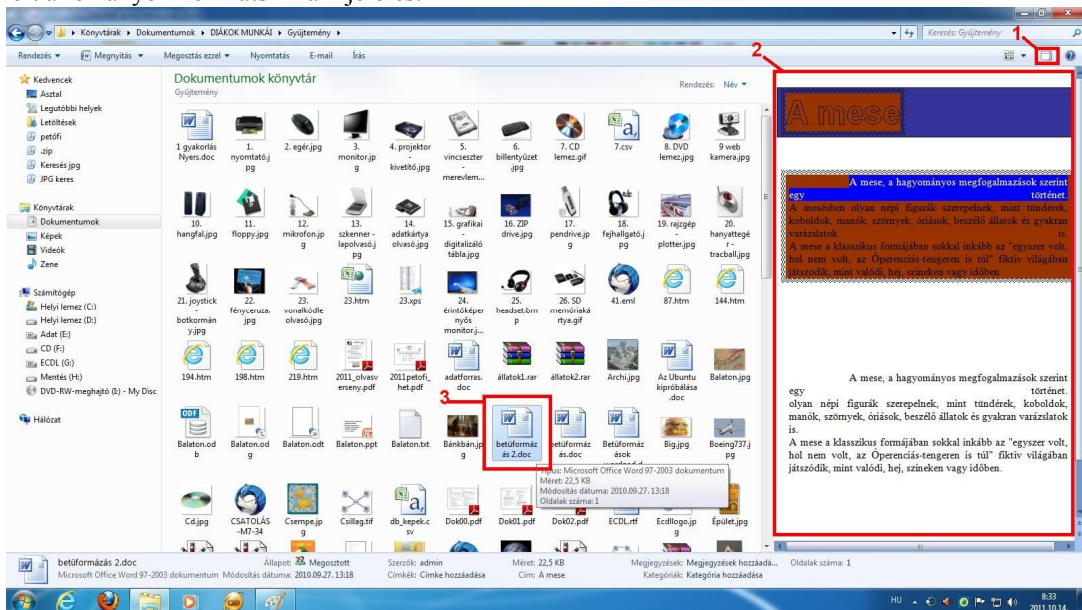 1
2
Könyvtárak ▸ Dokumentumok ▸ DIÁKOK MUNKÁI ▸ Gyűjtemény ▸
Keresés: Gyűjtemény
Rendezés Megnyitás Megosztás ezzel Nyomtatás E-mail Írás
Kedvencek
Asztal
Legutóbbi helyek
Letöltések
petőfi
.zip
Keresés jpg
JPG keres
Könyvtárak
Dokumentumok
Képek
Videók
Zene
Számítógép
Helyi lemez (C:)
Helyi lemez (D:)
Adat (E:)
CD (F:)
ECDL (G:)
Mentés (H:)
DVD-RW-meghajtó (I:) - My Disc
Hálózat
Dokumentumok könyvtár
Gyűjtemény
Rendezés: Név
1 gyakorlás Nyers.doc
1. nyomtató.jpg
2. egér.jpg
3. monitor.jpg
4. projektor - kivetítő.jpg
5. vincseszter - merevlem...
6. billentyűzet.jpg
7. CD lemez.gif
7.csv
8. DVD lemez.jpg
9 web kamera.jpg
10. hangfal.jpg
11. floppy.jpg
12. mikrofon.jpg
13. szkenner - lapolvasó.jpg
14. adatkártya olvasó.jpg
15. grafikai - digitalizáló tábla.jpg
16. ZIP drive.jpg
17. pendrive.jpg
18. fejhallgató.jpg
19. rajzgép - plotter.jpg
20. hanyattegér - tracball.jpg
21. joystick - botkormány.jpg
22. fényceruza.jpg
23. vonalkódleolvasó.jpg
23.htm
23.xps
24. érintőképernyős monitor.j...
25. headset.bmp
26. SD memóriakártya.gif
41.eml
87.htm
144.htm
194.htm
198.htm
219.htm
2011_olvasverseny.pdf
2011petofi_het.pdf
adatforras.doc
állatok1.rar
állatok2.rar
Archi.jpg
Az Ubuntu kipróbálása.doc
Balaton.jpg
3
Balaton.odb
Balaton.odg
Balaton.odt
Balaton.ppt
Balaton.txt
Bánkbán.jpg
betűformázás 2.doc
betűformázás.doc
Betűformázások
Big.jpg
Boeing737.jpg
Típus: Microsoft Office Word 97-2003 dokumentum
Méret: 22,5 KB
Módosítás dátuma: 2010.09.27. 13:18
Oldalak száma: 1
Cd.jpg
CSATOLÁS-M7-34
Csempe.jpg
Csillag.tif
db_kepek.csv
Dok00.pdf
Dok01.pdf
Dok02.pdf
ECDL.rtf
Ecdllogo.jpg
Épület.jpg
A mese
A mese, a hagyományos megfogalmazások szerint
egy történet.
A mesésben olyan népi figurák szerepelnek, mint tündérek,
koboldok, manók, szörnyek, óriások, beszélő állatok és gyakran
varázslatok is.
A mese a klasszikus formájában sokkal inkább az "egyszer volt,
hol nem volt, az Óperenciás-tengeren is túl" fiktív világában
játszódik, mint valódi, hej, színeken vagy időben
A mese, a hagyományos megfogalmazások szerint
egy történet.
olyan népi figurák szerepelnek, mint tündérek, koboldok,
manók, szörnyek, óriások, beszélő állatok és gyakran varázslatok
is.
A mese a klasszikus formájában sokkal inkább az "egyszer volt,
hol nem volt, az Óperenciás-tengeren is túl" fiktív világában
játszódik, mint valódi, hej, színeken vagy időben.
betűformázás 2.doc Állapot: Megosztott Szerzők: admin Méret: 22,5 KB Megjegyzések: Megjegyzések hozzáadá... Oldalak száma: 1
Microsoft Office Word 97-2003 dokumentum Módosítás dátuma: 2010.09.27. 13:18 Címkék: Címke hozzáadása Cím: A mese Kategóriák: Kategória hozzáadása
HU
8:33
2011.10.14.